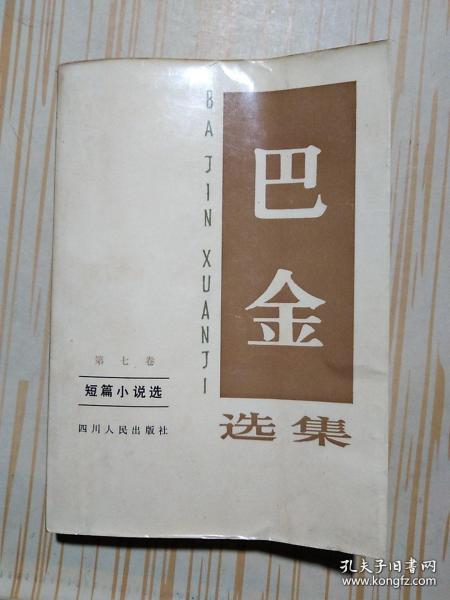 巴金
选集
BA JIN XUANJI
第七卷
短篇小说选
四川人民出版社
孔夫子旧书网
www.kongfz.com